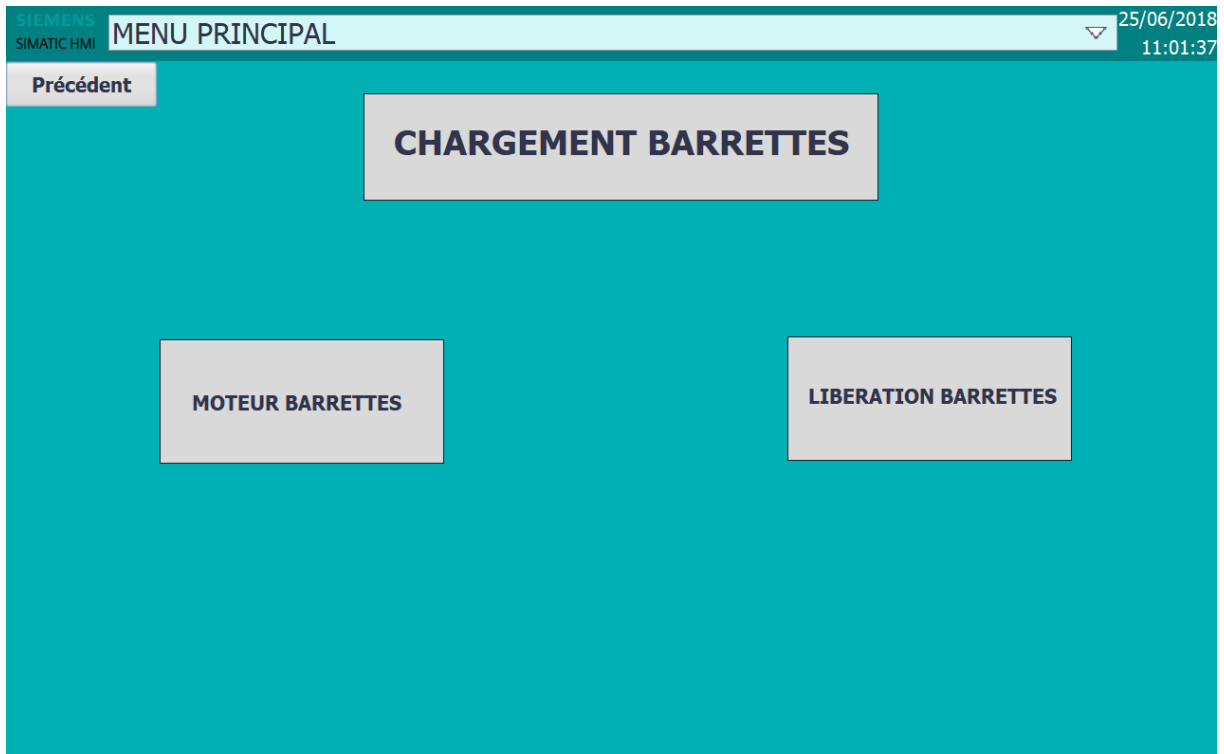 SIEMENS
SIMATIC HMI
MENU PRINCIPAL
25/06/2018
11:01:37
Précédent
CHARGEMENT BARRETTES
MOTEUR BARRETTES
LIBERATION BARRETTES